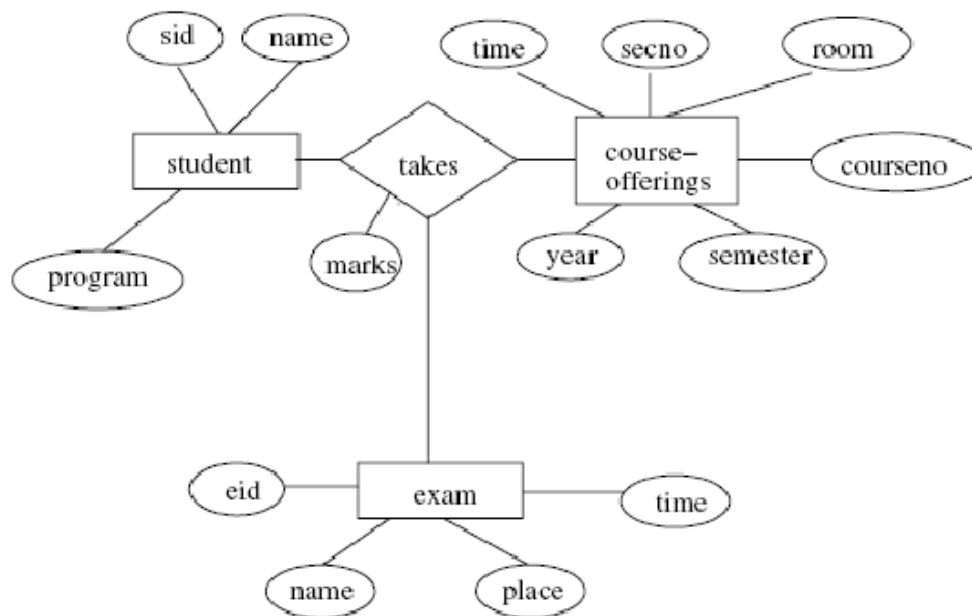 sid
name
time
secno
room
student
takes
course–
offerings
courseno
program
marks
year
semester
eid
exam
time
name
place